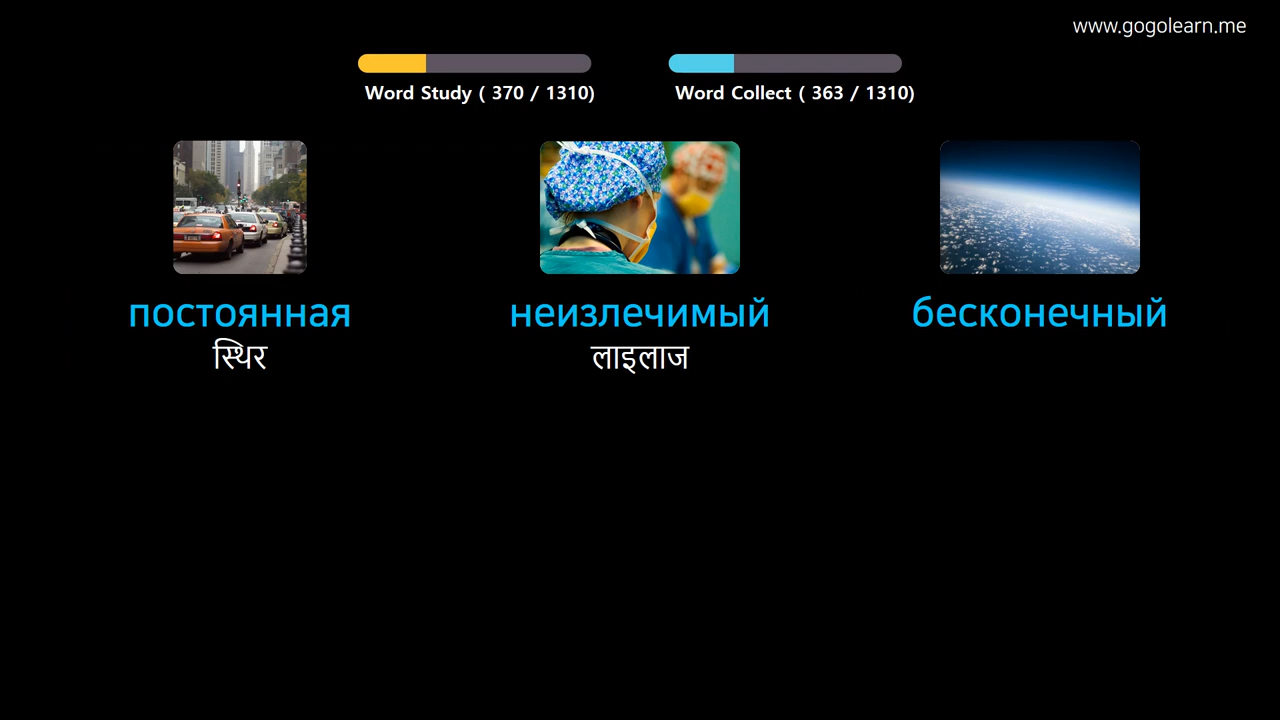 www.gogolearn.me
Word Study ( 370 / 1310)
Word Collect ( 363 / 1310)
постоянная
неизлечимый
бесконечный
स्थिर
लाइलाज